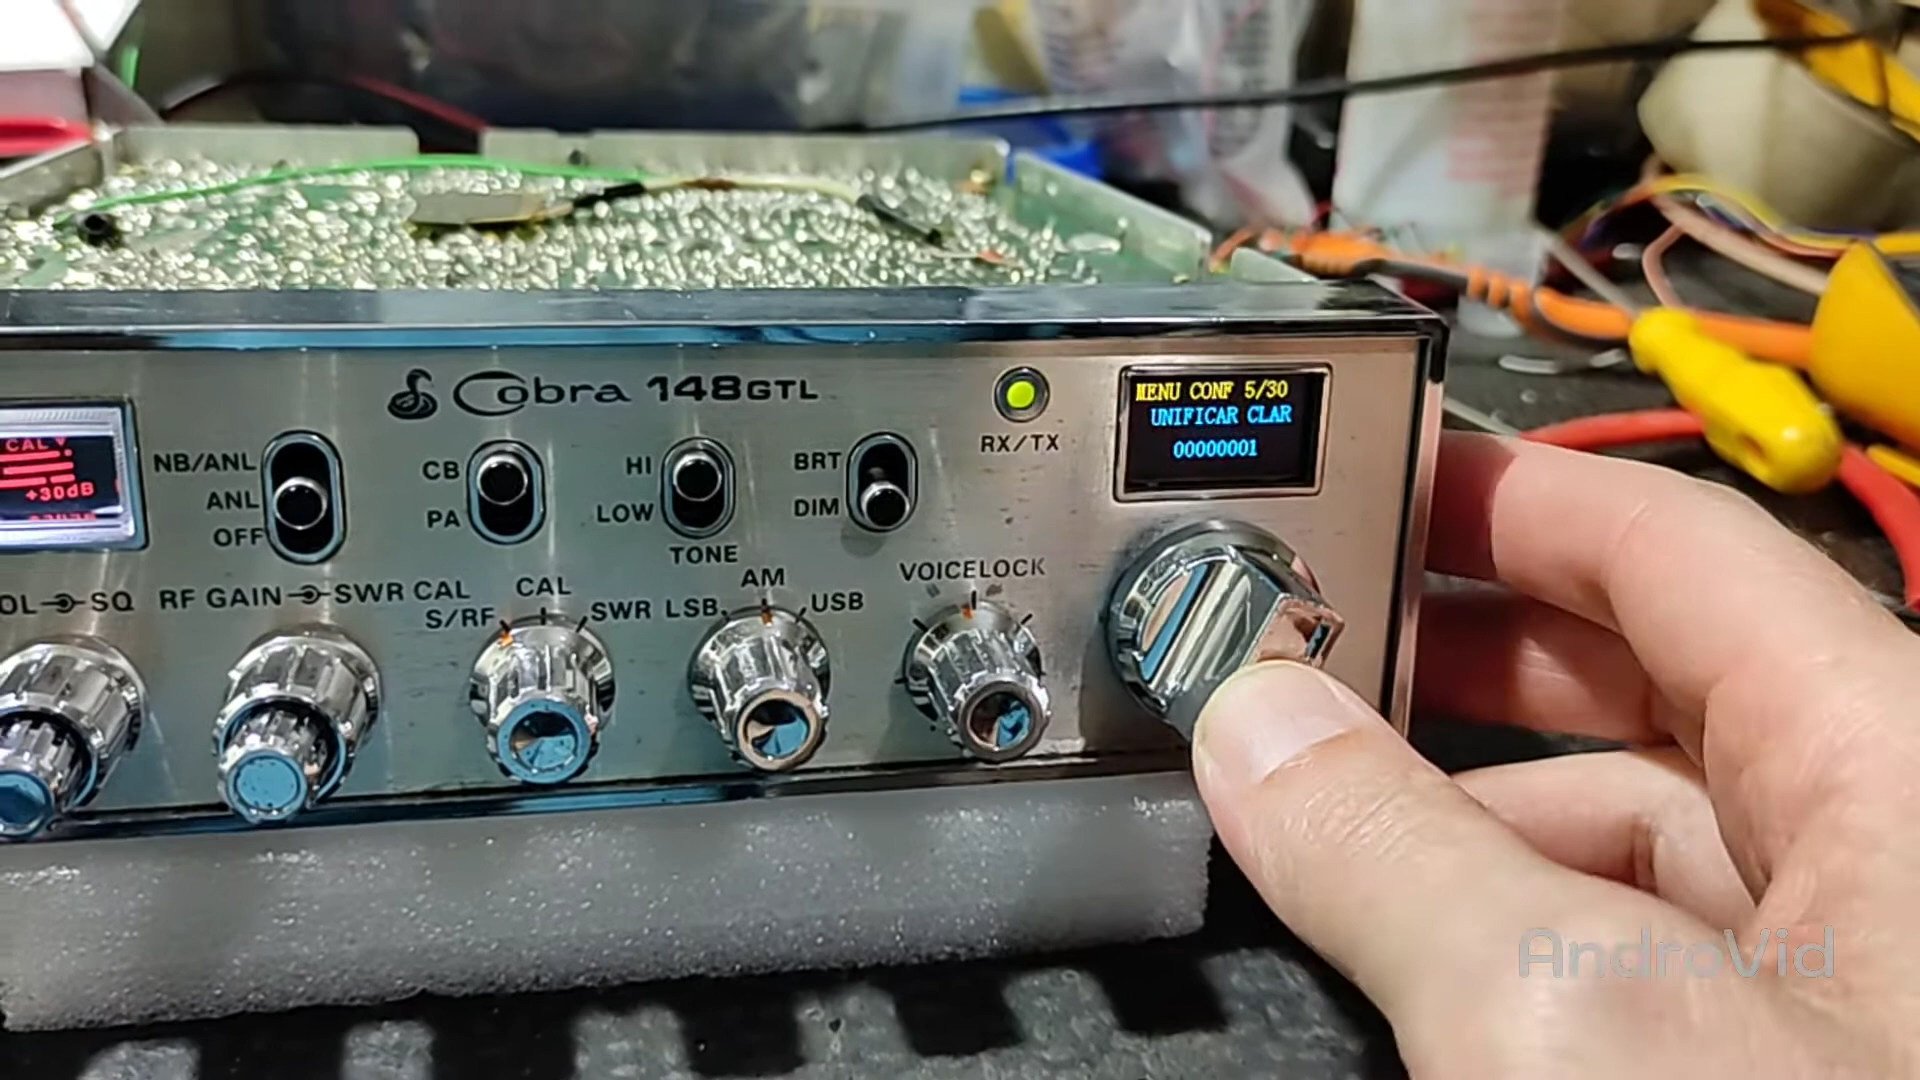 Cobra 148GTL
MENU CONF 5/30
UNIFICAR CLAR
00000001
CAL
+30dB
NB/ANL
ANL
OFF
CB
PA
HI
LOW
TONE
BRT
DIM
RX/TX
OL SQ
RF GAIN SWR CAL
S/RF CAL SWR
LSB AM USB
VOICELOCK
AndroVid